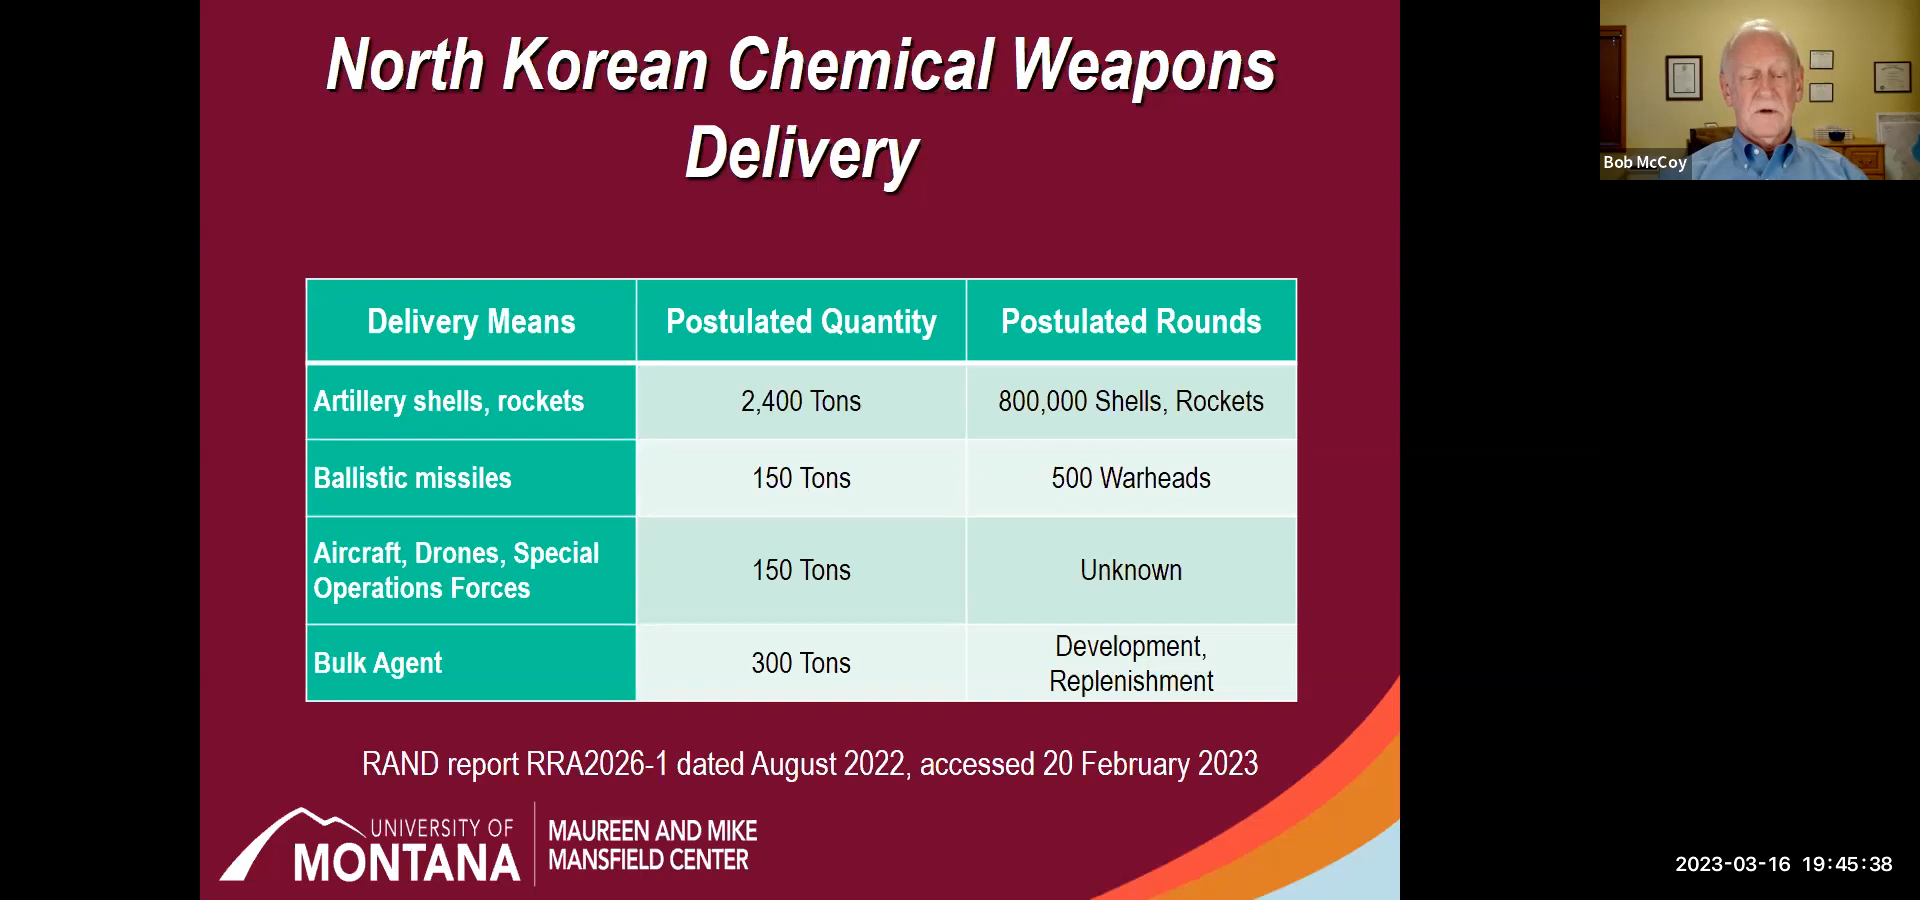 North Korean Chemical Weapons
Delivery
Delivery Means
Postulated Quantity
Postulated Rounds
Artillery shells, rockets
2,400 Tons
800,000 Shells, Rockets
Ballistic missiles
150 Tons
500 Warheads
Aircraft, Drones, Special
Operations Forces
150 Tons
Unknown
Bulk Agent
300 Tons
Development,
Replenishment
RAND report RRA2026-1 dated August 2022, accessed 20 February 2023
UNIVERSITY OF
MONTANA
MAUREEN AND MIKE
MANSFIELD CENTER
Bob McCoy
2023-03-16 19:45:38